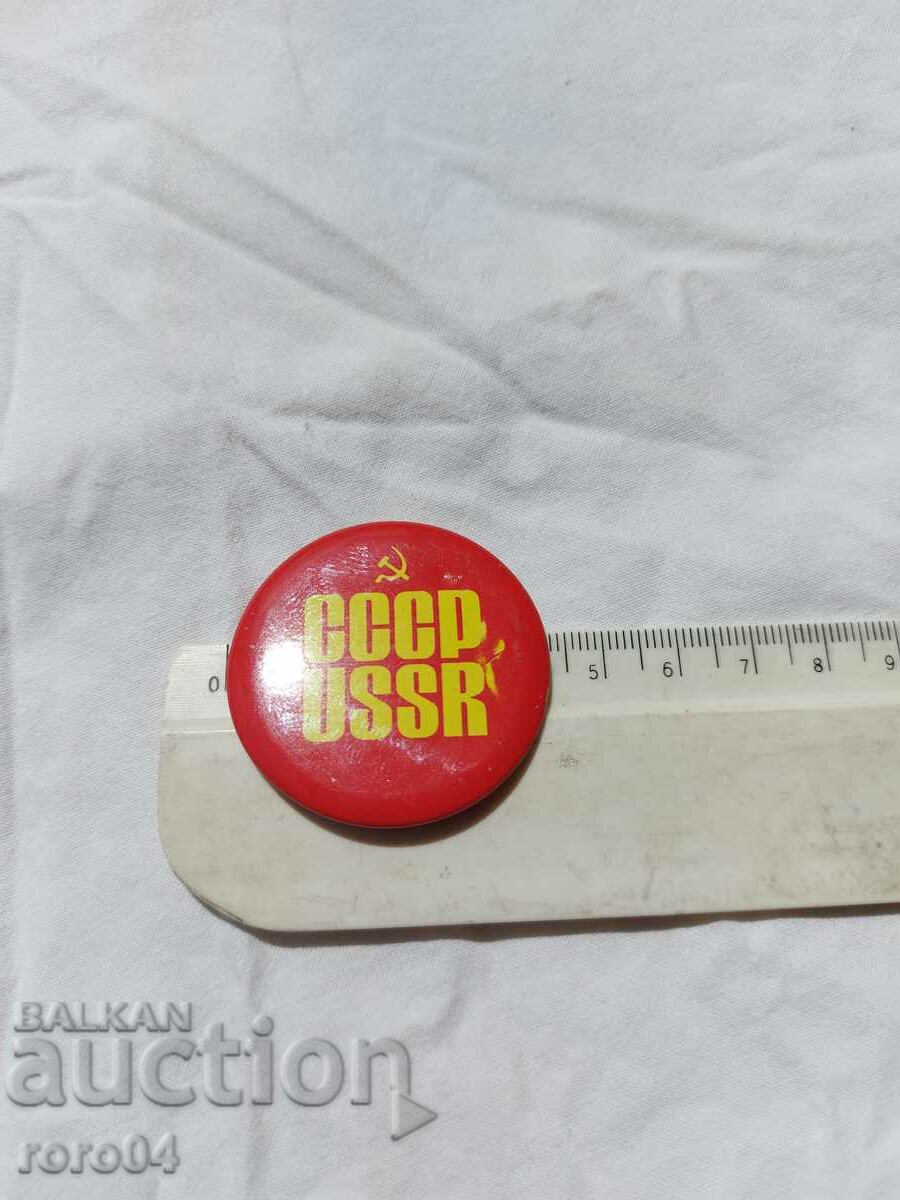 СССР
USSR
0 5 6 7 8 9
BALKAN
auction
roro04